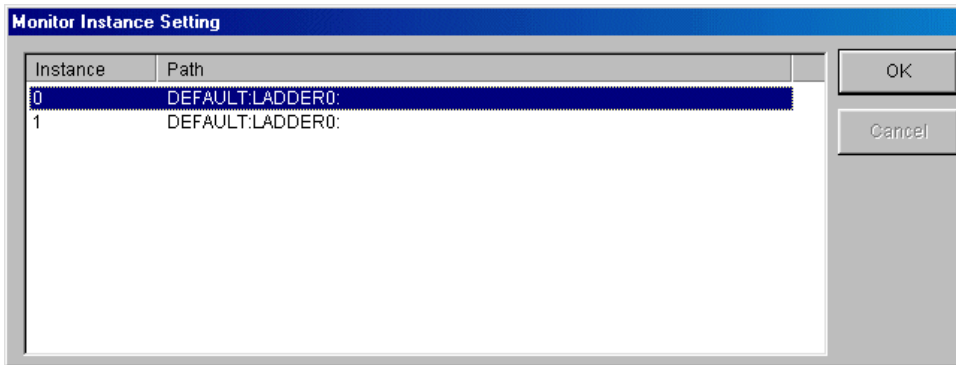 Monitor Instance Setting
Instance Path
0 DEFAULT:LADDER0:
1 DEFAULT:LADDER0:
OK
Cancel